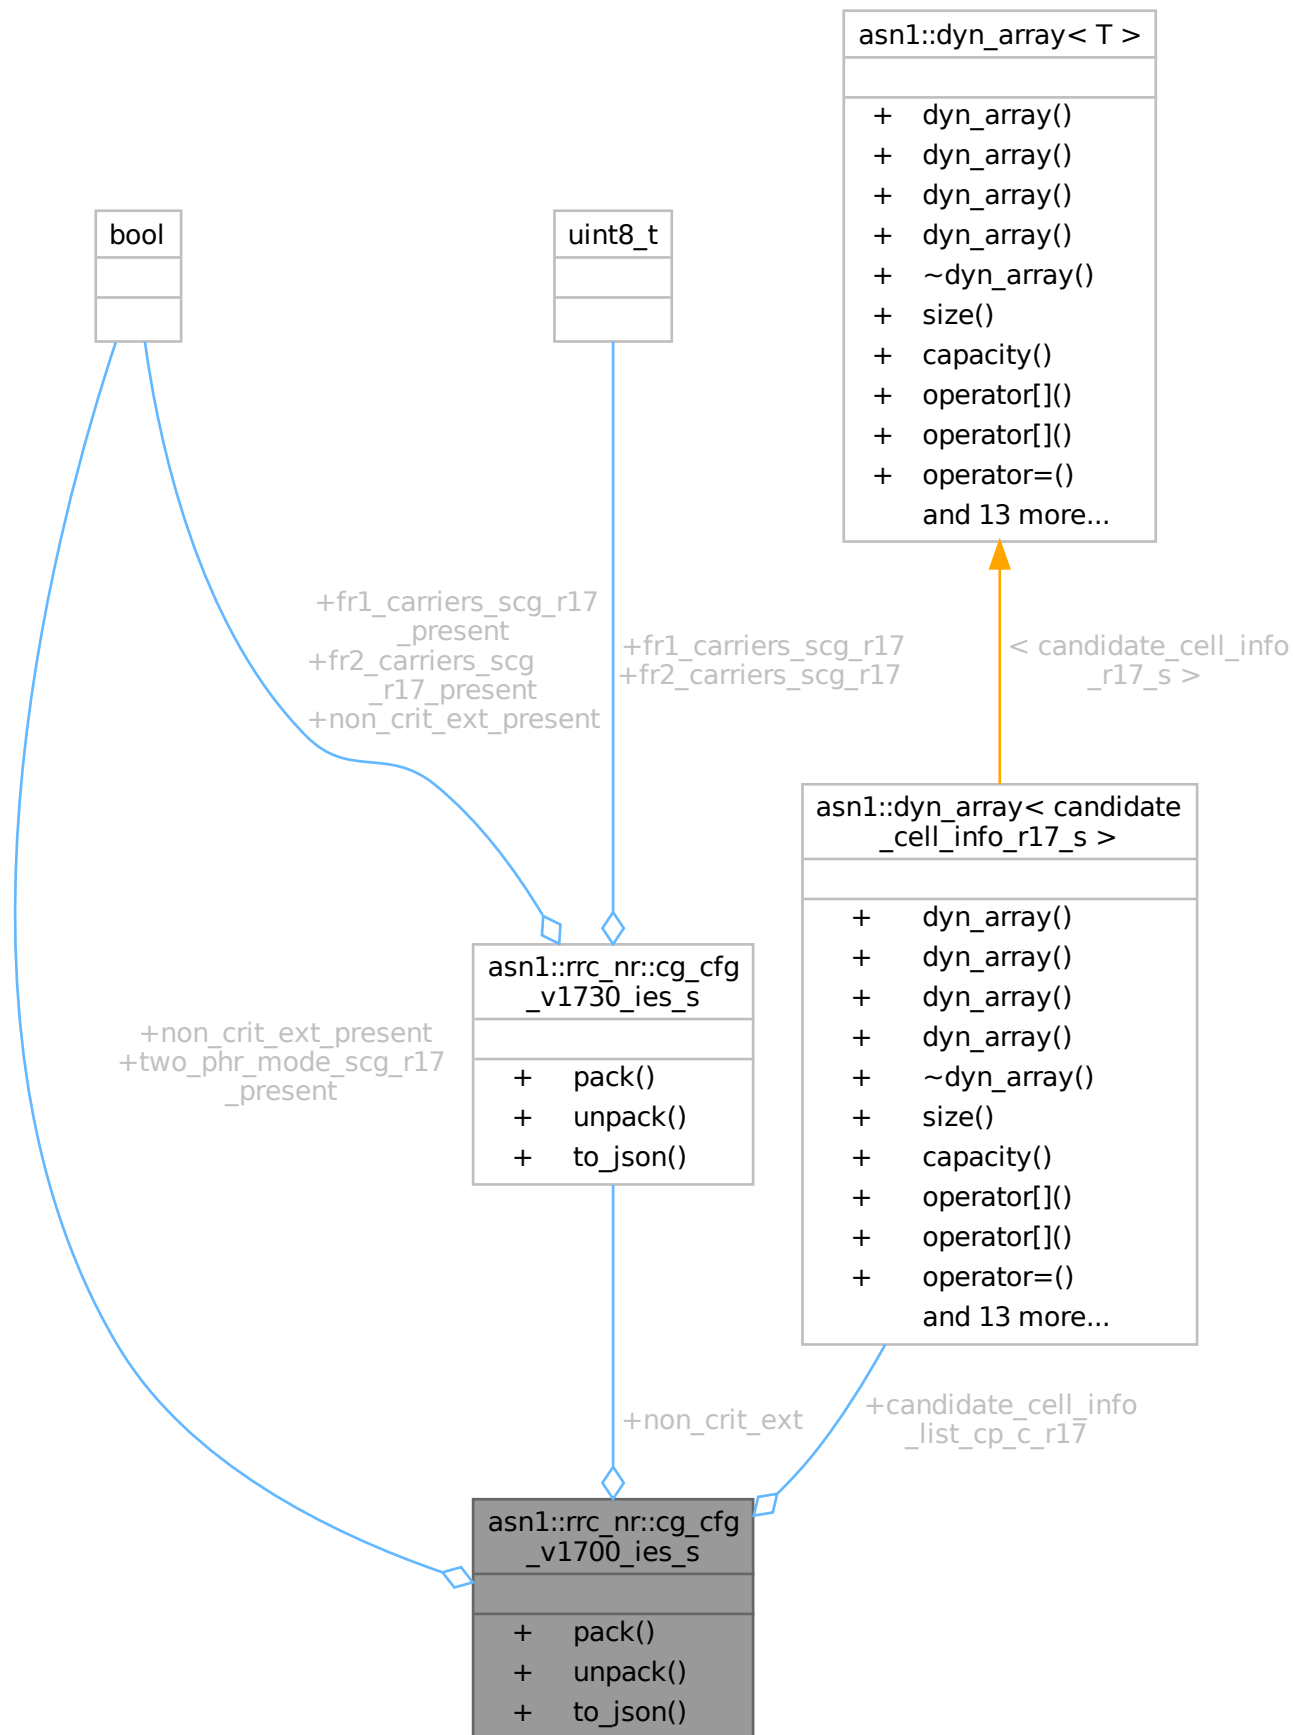 asn1::dyn_array< T >
+ dyn_array()
+ dyn_array()
+ dyn_array()
+ dyn_array()
+ ~dyn_array()
+ size()
+ capacity()
+ operator[]()
+ operator[]()
+ operator=()
and 13 more...
bool
uint8_t
+fr1_carriers_scg_r17
_present
+fr2_carriers_scg
_r17_present
+non_crit_ext_present
+fr1_carriers_scg_r17
+fr2_carriers_scg_r17
< candidate_cell_info
_r17_s >
asn1::dyn_array< candidate
_cell_info_r17_s >
+ dyn_array()
+ dyn_array()
+ dyn_array()
+ dyn_array()
+ ~dyn_array()
+ size()
+ capacity()
+ operator[]()
+ operator[]()
+ operator=()
and 13 more...
asn1::rrc_nr::cg_cfg
_v1730_ies_s
+ pack()
+ unpack()
+ to_json()
+non_crit_ext_present
+two_phr_mode_scg_r17
_present
+non_crit_ext
+candidate_cell_info
_list_cp_c_r17
asn1::rrc_nr::cg_cfg
_v1700_ies_s
+ pack()
+ unpack()
+ to_json()